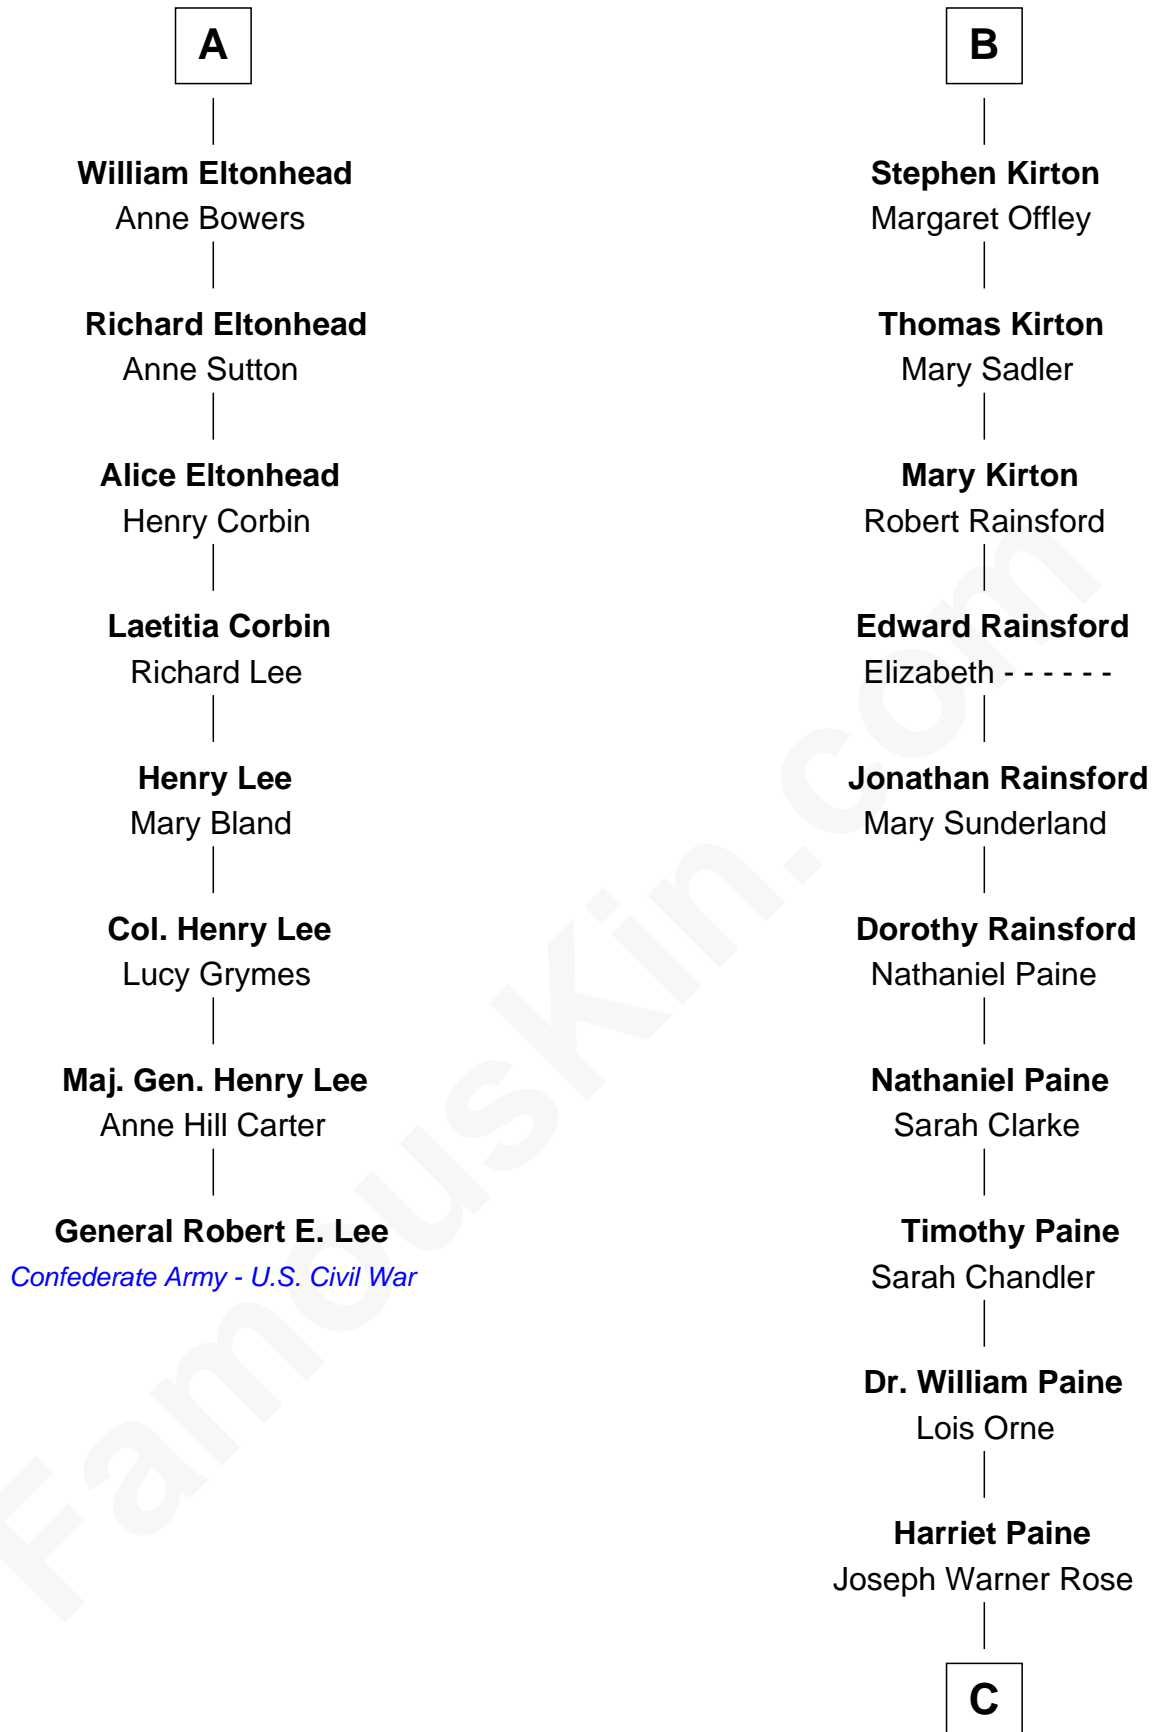 A
William Eltonhead
Anne Bowers
Richard Eltonhead
Anne Sutton
Alice Eltonhead
Henry Corbin
Laetitia Corbin
Richard Lee
Henry Lee
Mary Bland
Col. Henry Lee
Lucy Grymes
Maj. Gen. Henry Lee
Anne Hill Carter
General Robert E. Lee
Confederate Army - U.S. Civil War
B
Stephen Kirton
Margaret Offley
Thomas Kirton
Mary Sadler
Mary Kirton
Robert Rainsford
Edward Rainsford
Elizabeth - - - - - -
Jonathan Rainsford
Mary Sunderland
Dorothy Rainsford
Nathaniel Paine
Nathaniel Paine
Sarah Clarke
Timothy Paine
Sarah Chandler
Dr. William Paine
Lois Orne
Harriet Paine
Joseph Warner Rose
C
FamousKin.com